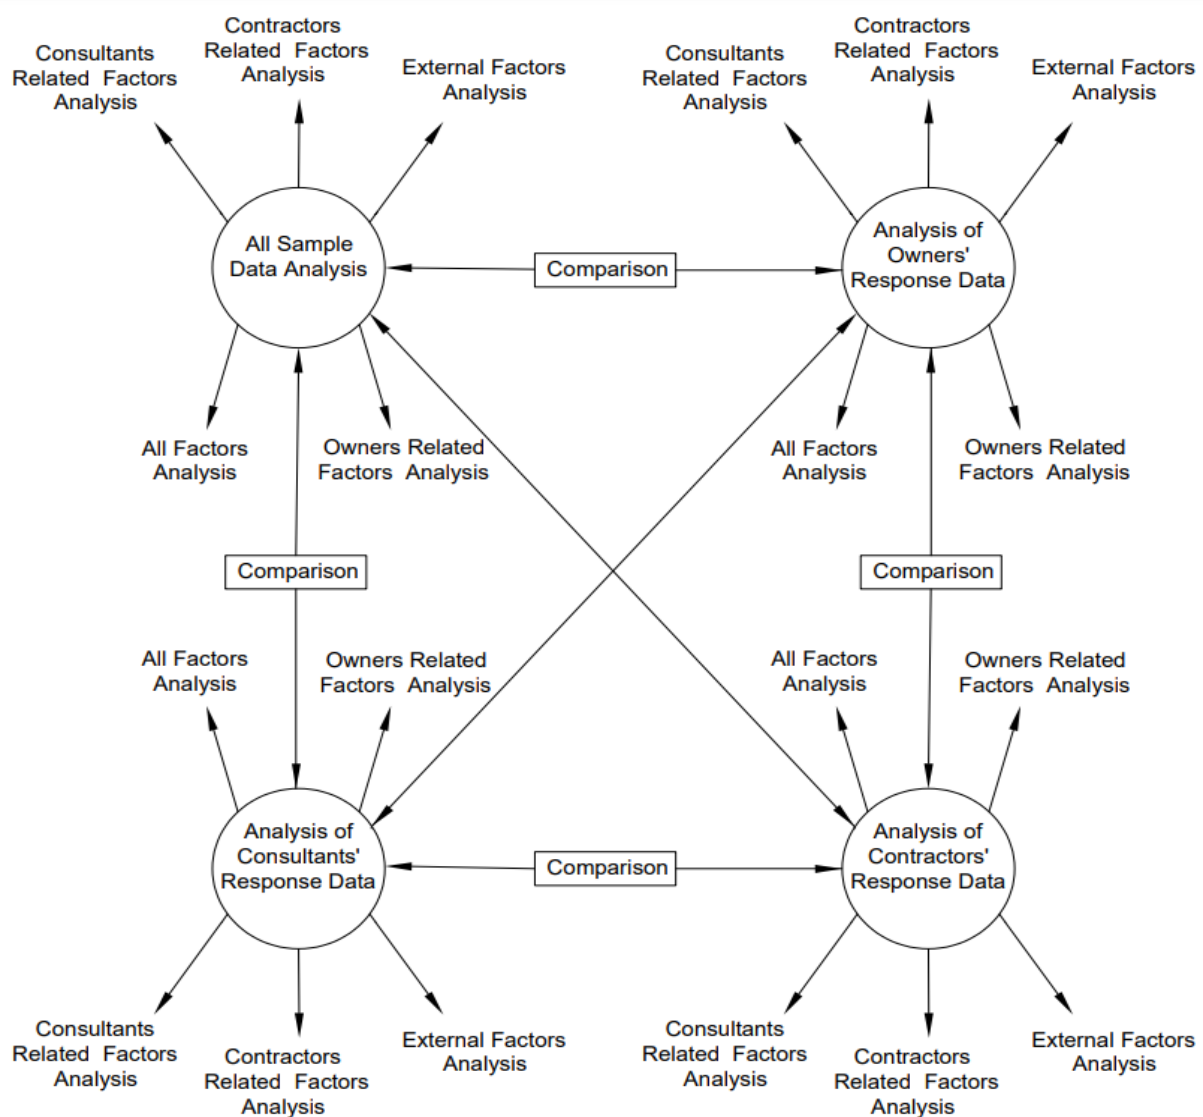 Contractors
Related Factors
Analysis
Consultants
Related Factors
Analysis
External Factors
Analysis
Contractors
Related Factors
Analysis
Consultants
Related Factors
Analysis
External Factors
Analysis
All Sample
Data Analysis
Comparison
Analysis of
Owners'
Response Data
All Factors
Analysis
Owners Related
Factors Analysis
All Factors
Analysis
Owners Related
Factors Analysis
Comparison
Comparison
All Factors
Analysis
Owners Related
Factors Analysis
All Factors
Analysis
Owners Related
Factors Analysis
Analysis of
Consultants'
Response Data
Comparison
Analysis of
Contractors'
Response Data
Consultants
Related Factors
Analysis
Contractors
Related Factors
Analysis
External Factors
Analysis
Consultants
Related Factors
Analysis
Contractors
Related Factors
Analysis
External Factors
Analysis